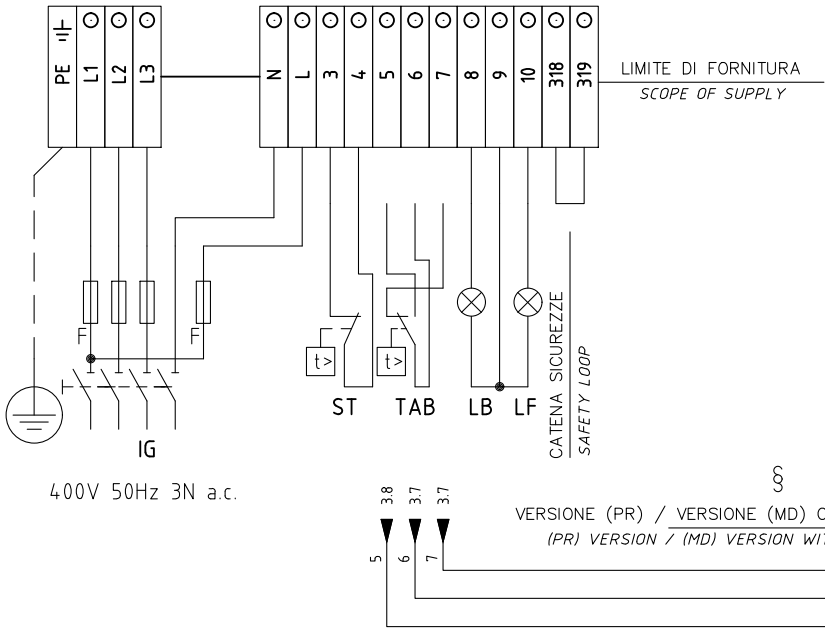 PE L1 L2 L3 N L 3 4 5 6 7 8 9 10 318 319
LIMITE DI FORNITURA
SCOPE OF SUPPLY
F F
t> t>
CATENA SICUREZZE
SAFETY LOOP
ST TAB LB LF
IG
400V 50Hz 3N a.c.
3.8 3.7 3.7
§
VERSIONE (PR) / VERSIONE (MD) C
(PR) VERSION / (MD) VERSION WIT
5 6 7